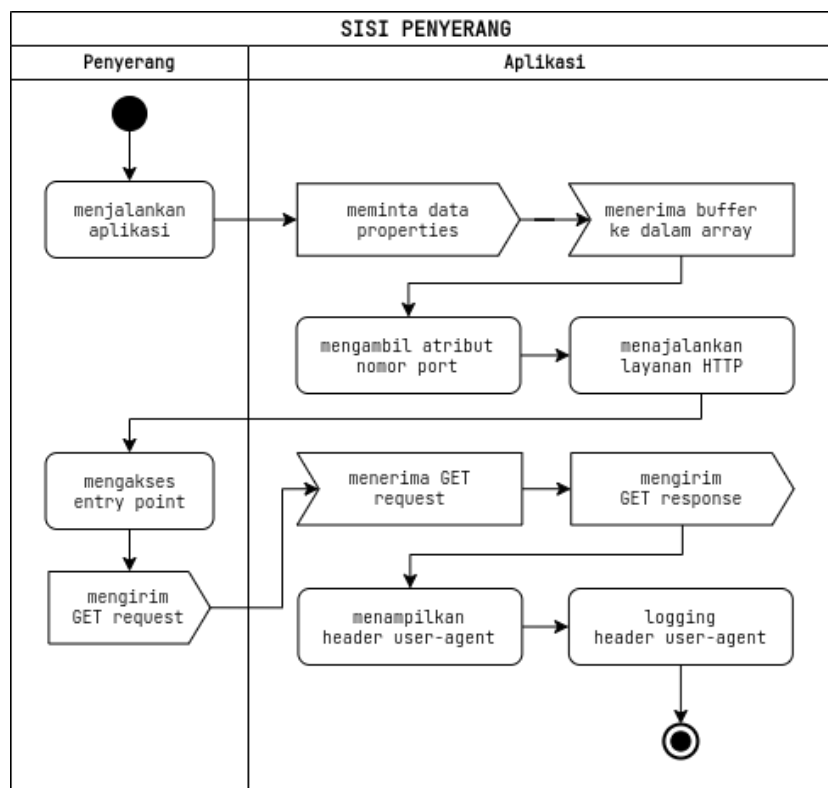 SISI PENYERANG
Penyerang
Aplikasi
menjalankan
aplikasi
meminta data
properties
menerima buffer
ke dalam array
mengambil atribut
nomor port
menajalankan
layanan HTTP
mengakses
entry point
menerima GET
request
mengirim
GET response
mengirim
GET request
menampilkan
header user-agent
logging
header user-agent